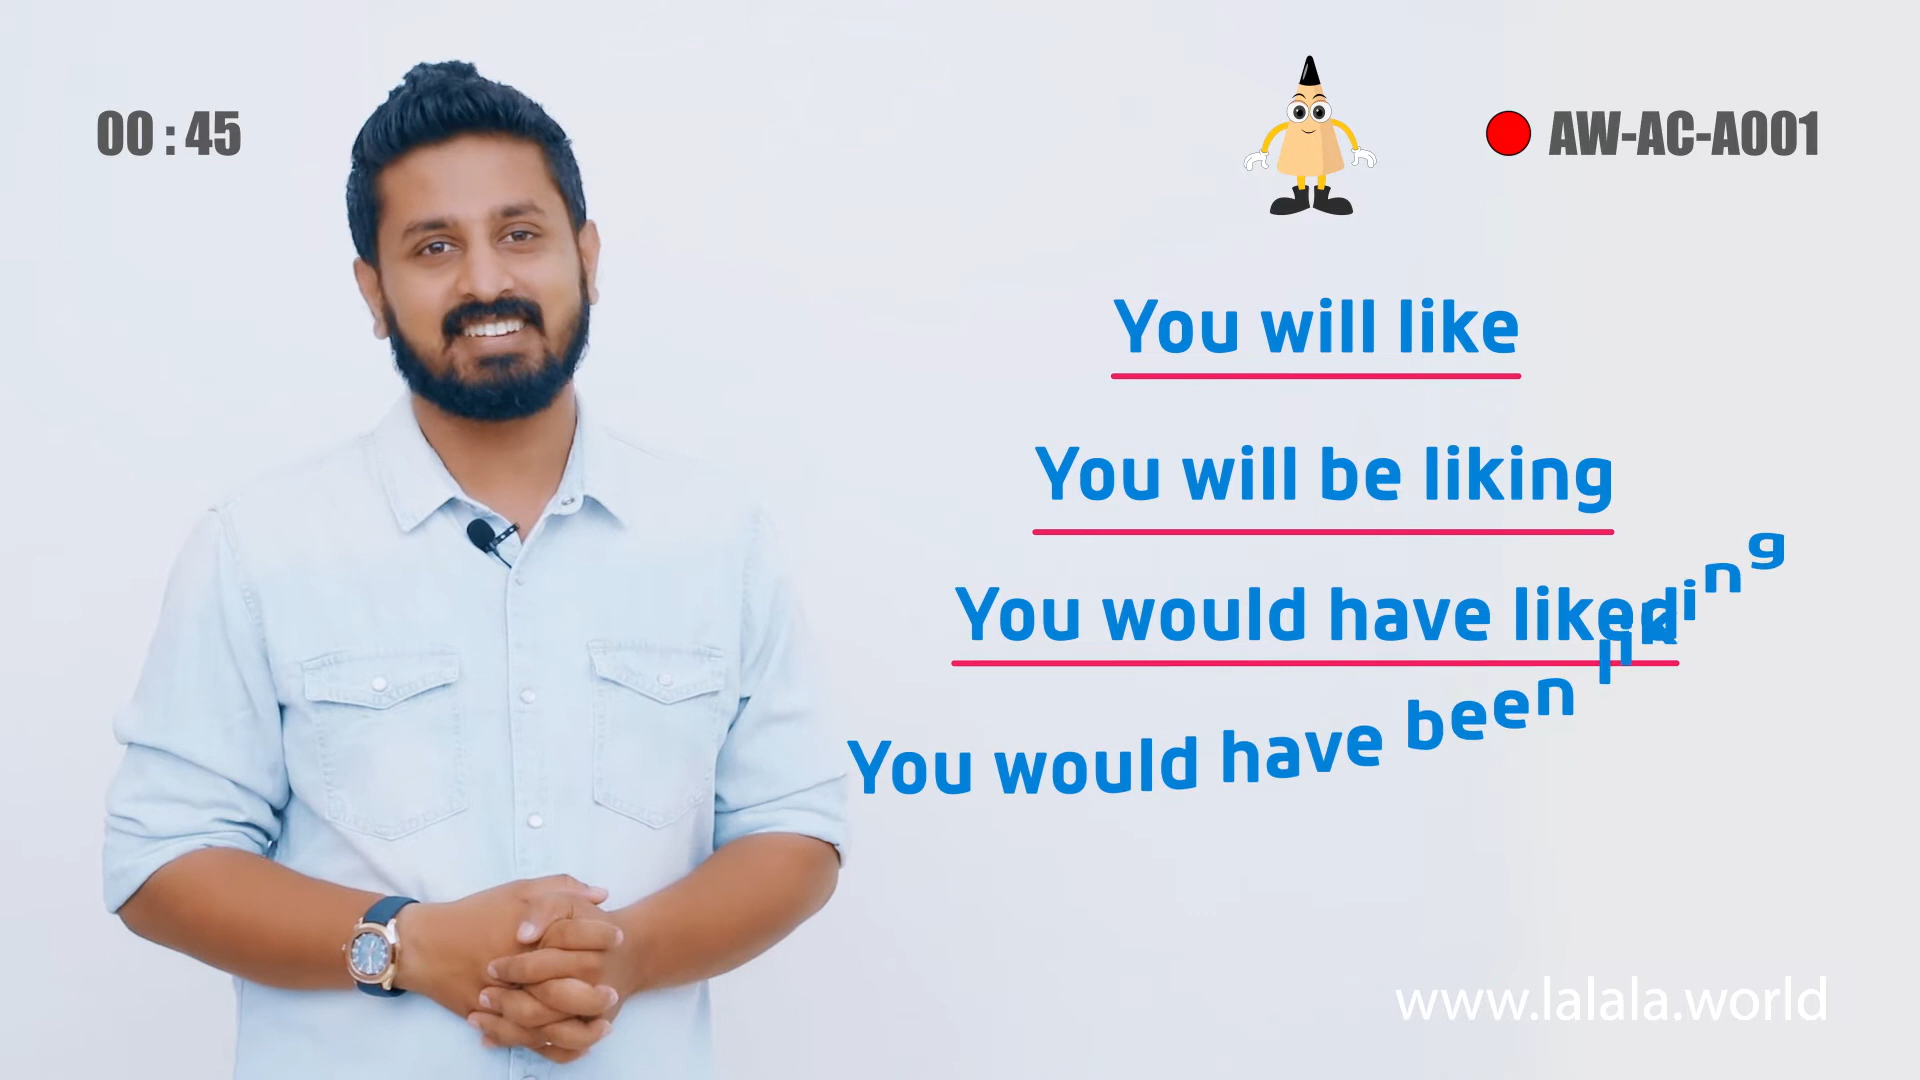 00 : 45
AW-AC-A001
You will like
You will be liking
You would have liked
You would have been liking
www.lalala.world